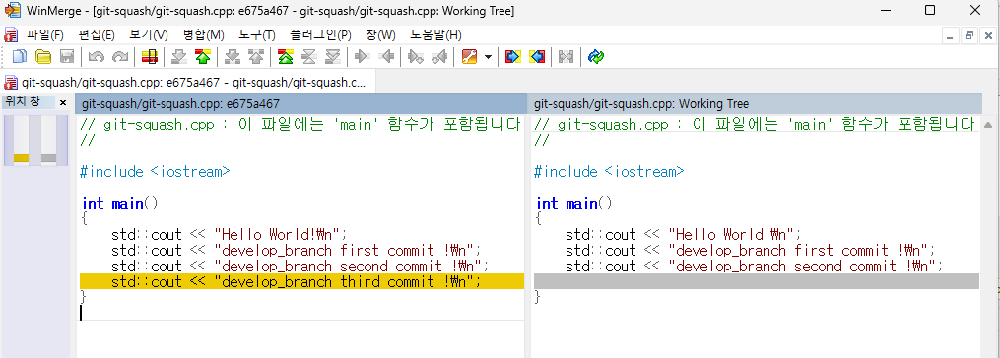 WinMerge - [git-squash/git-squash.cpp: e675a467 - git-squash/git-squash.cpp: Working Tree]
파일(F) 편집(E) 보기(V) 병합(M) 도구(T) 플러그인(P) 창(W) 도움말(H)
git-squash/git-squash.cpp: e675a467 - git-squash/git-squash.c...
위치 창 ×
git-squash/git-squash.cpp: e675a467
// git-squash.cpp : 이 파일에는 'main' 함수가 포함됩니다
//
#include <iostream>
int main()
{
std::cout << "Hello World!₩n";
std::cout << "develop_branch first commit !₩n";
std::cout << "develop_branch second commit !₩n";
std::cout << "develop_branch third commit !₩n";
}
git-squash/git-squash.cpp: Working Tree
// git-squash.cpp : 이 파일에는 'main' 함수가 포함됩니다
//
#include <iostream>
int main()
{
std::cout << "Hello World!₩n";
std::cout << "develop_branch first commit !₩n";
std::cout << "develop_branch second commit !₩n";
}